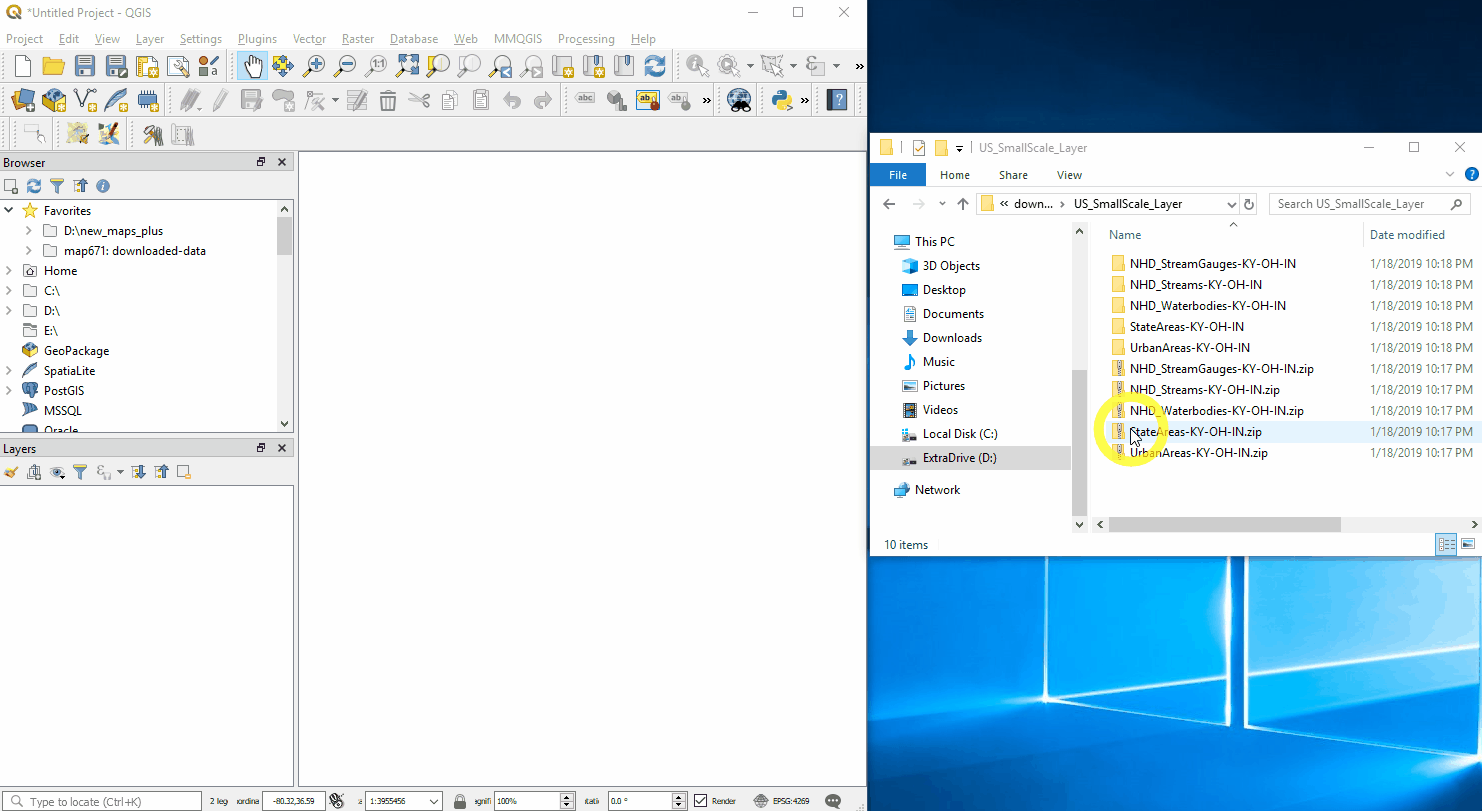 *Untitled Project - QGIS
Project Edit View Layer Settings Plugins Vector Raster Database Web MMQGIS Processing Help
1:1
a
abc ab ab ab
?
Browser
Favorites
D:\new_maps_plus
map671: downloaded-data
Home
C:\
D:\
E:\
GeoPackage
SpatiaLite
PostGIS
MSSQL
Oracle
Layers
Type to locate (Ctrl+K) 2 leg ordina -80.32,36.59 1:3955456 gnifi 100% tati 0.0 ° Render EPSG:4269
US_SmallScale_Layer
File Home Share View
« down... › US_SmallScale_Layer Search US_SmallScale_Layer
This PC
3D Objects
Desktop
Documents
Downloads
Music
Pictures
Videos
Local Disk (C:)
ExtraDrive (D:)
Network
Name Date modified
NHD_StreamGauges-KY-OH-IN 1/18/2019 10:18 PM
NHD_Streams-KY-OH-IN 1/18/2019 10:18 PM
NHD_Waterbodies-KY-OH-IN 1/18/2019 10:18 PM
StateAreas-KY-OH-IN 1/18/2019 10:18 PM
UrbanAreas-KY-OH-IN 1/18/2019 10:18 PM
NHD_StreamGauges-KY-OH-IN.zip 1/18/2019 10:17 PM
NHD_Streams-KY-OH-IN.zip 1/18/2019 10:17 PM
NHD_Waterbodies-KY-OH-IN.zip 1/18/2019 10:17 PM
StateAreas-KY-OH-IN.zip 1/18/2019 10:17 PM
UrbanAreas-KY-OH-IN.zip 1/18/2019 10:17 PM
10 items